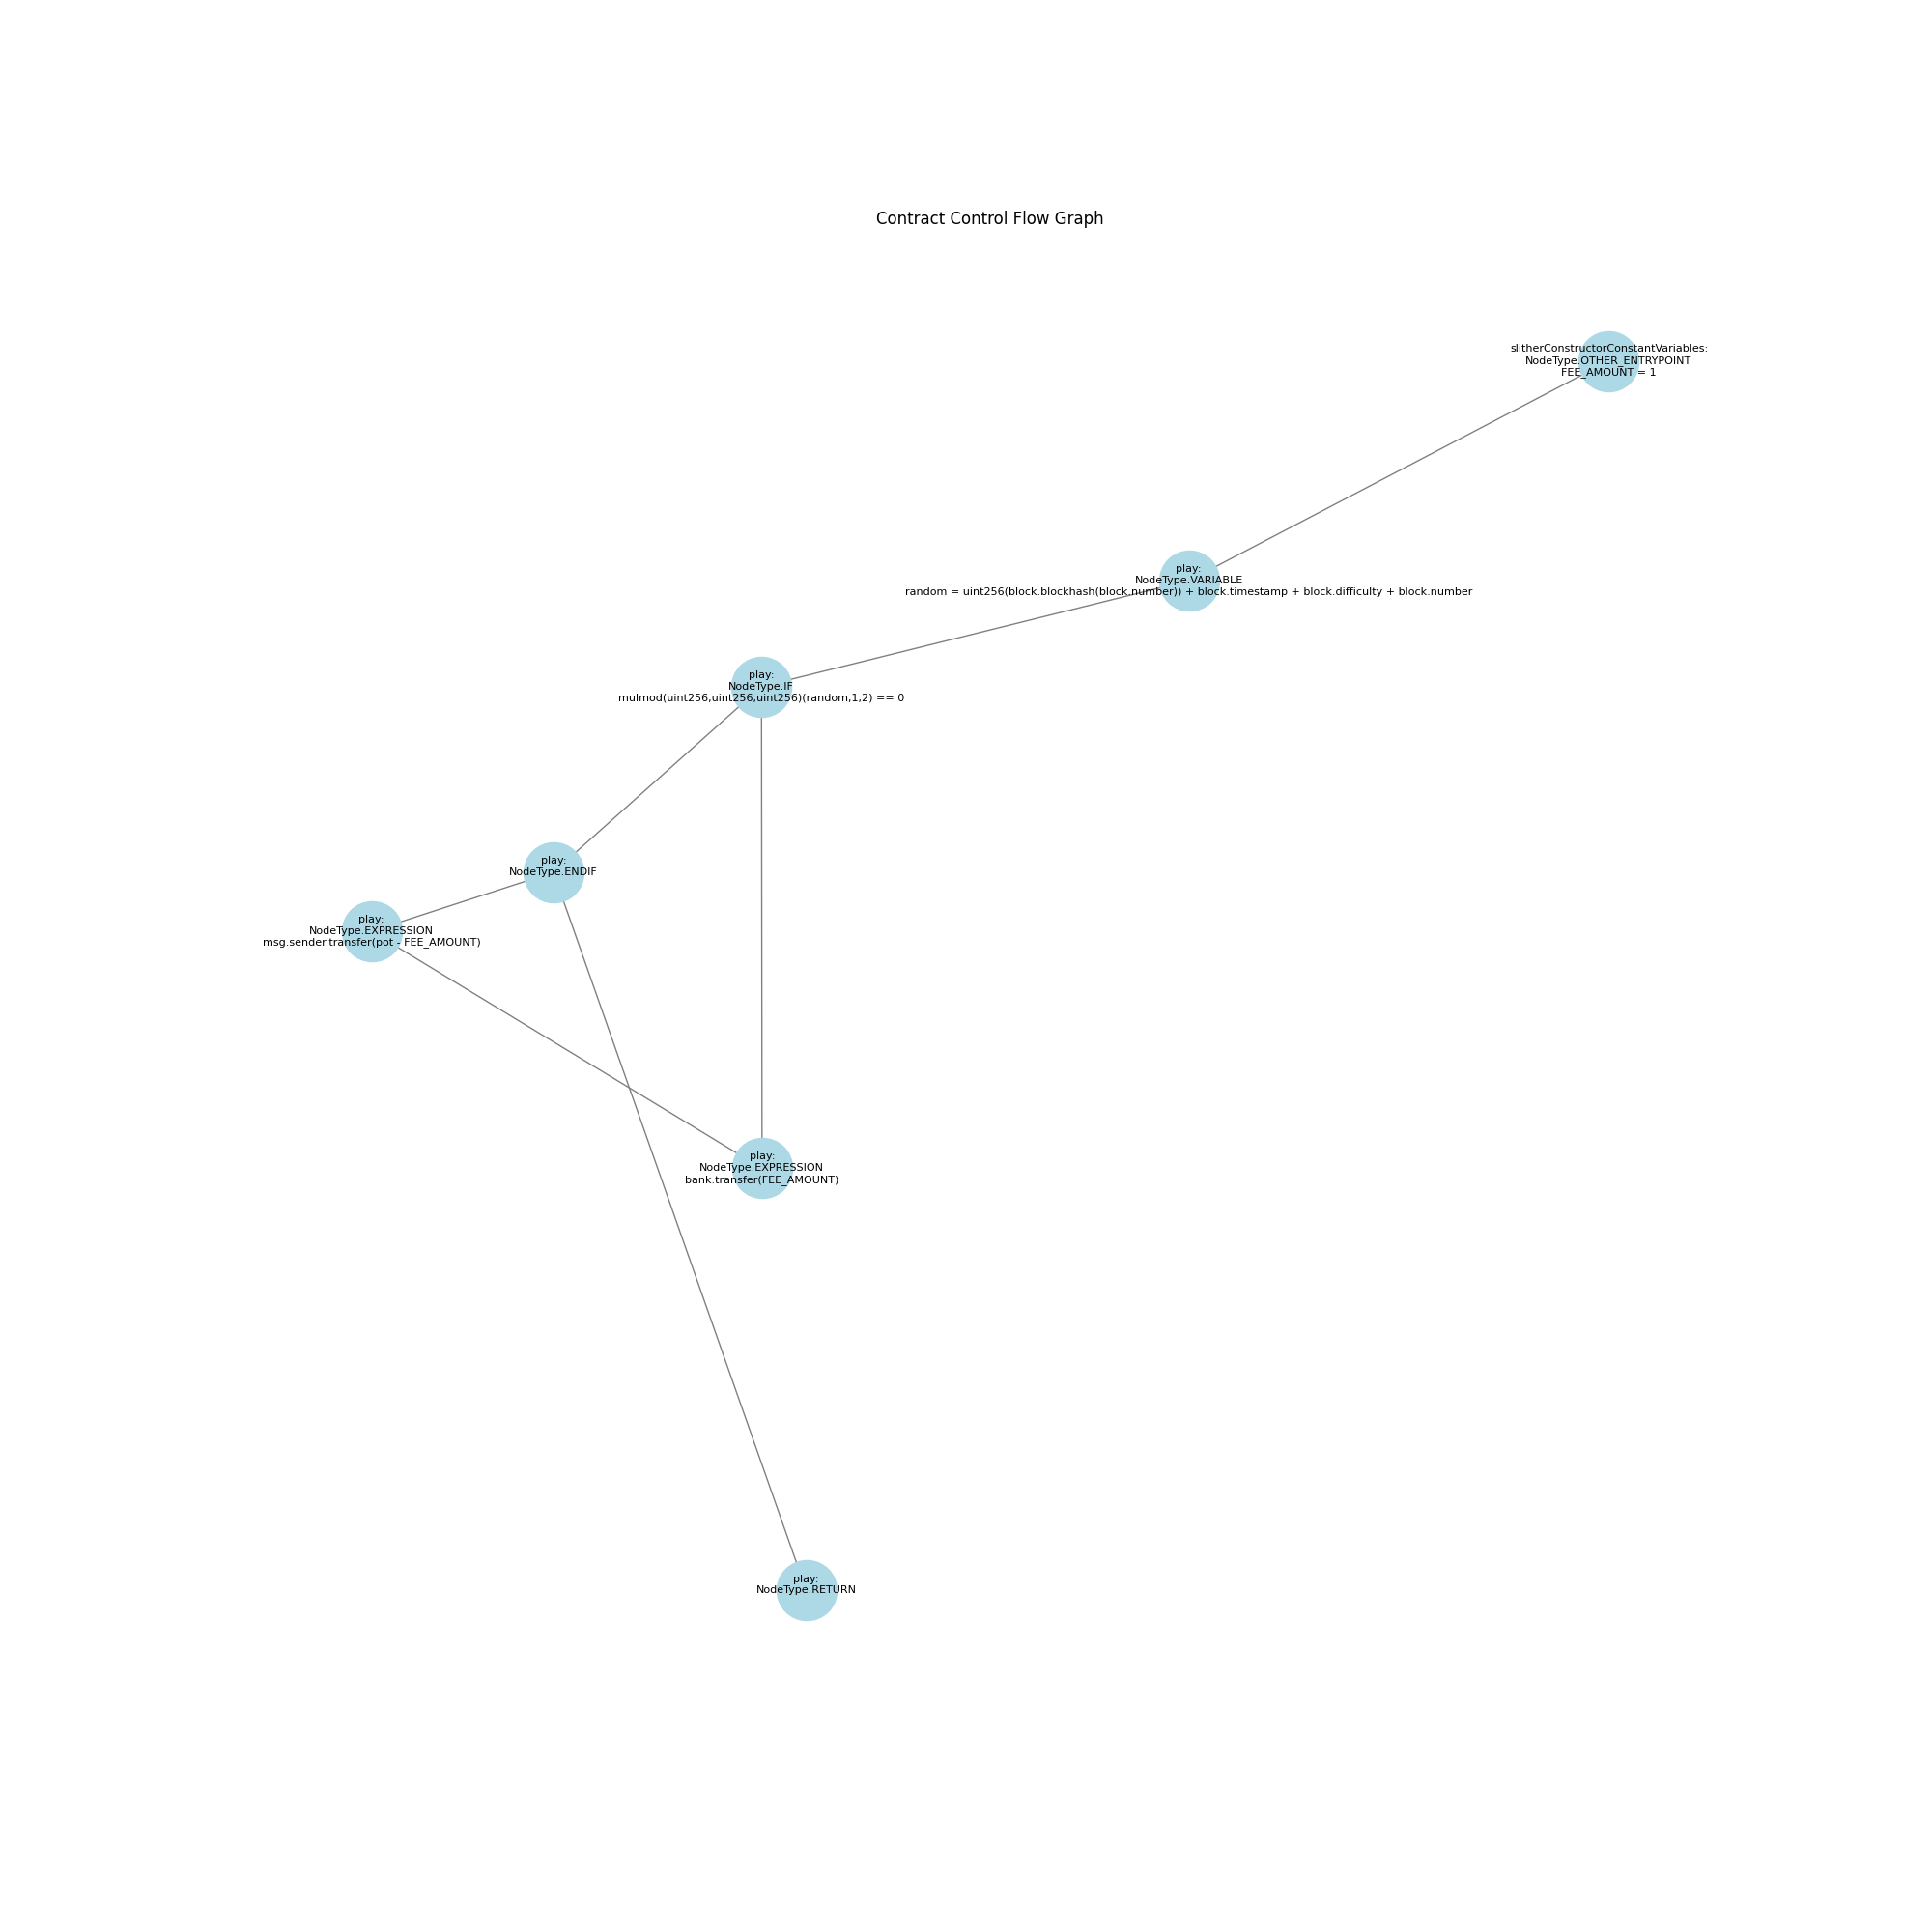 Contract Control Flow Graph
slitherConstructorConstantVariables:
NodeType.OTHER_ENTRYPOINT
FEE_AMOUNT = 1
play:
NodeType.VARIABLE
random = uint256(block.blockhash(block.number)) + block.timestamp + block.difficulty + block.number
play:
NodeType.IF
mulmod(uint256,uint256,uint256)(random,1,2) == 0
play:
NodeType.ENDIF
play:
NodeType.EXPRESSION
msg.sender.transfer(pot - FEE_AMOUNT)
play:
NodeType.EXPRESSION
bank.transfer(FEE_AMOUNT)
play:
NodeType.RETURN